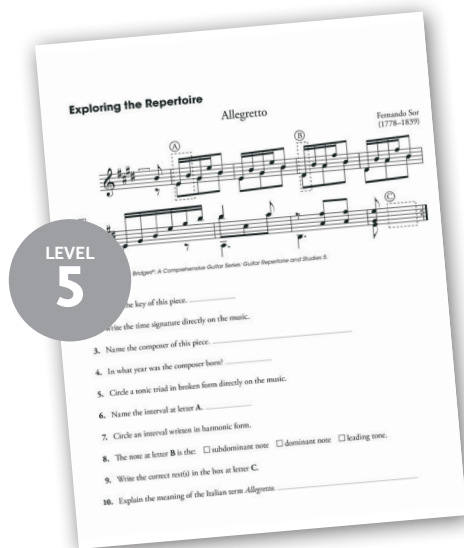 Exploring the Repertoire
Allegretto
Fernando Sor
(1778–1839)
A
B
C
Bridges®: A Comprehensive Guitar Series: Guitar Repertoire and Studies 5.
LEVEL
5
the key of this piece.
write the time signature directly on the music.
3. Name the composer of this piece.
4. In what year was the composer born?
5. Circle a tonic triad in broken form directly on the music.
6. Name the interval at letter A.
7. Circle an interval written in harmonic form.
8. The note at letter B is the: ☐ subdominant note ☐ dominant note ☐ leading tone.
9. Write the correct rest(s) in the box at letter C.
10. Explain the meaning of the Italian term Allegretto.